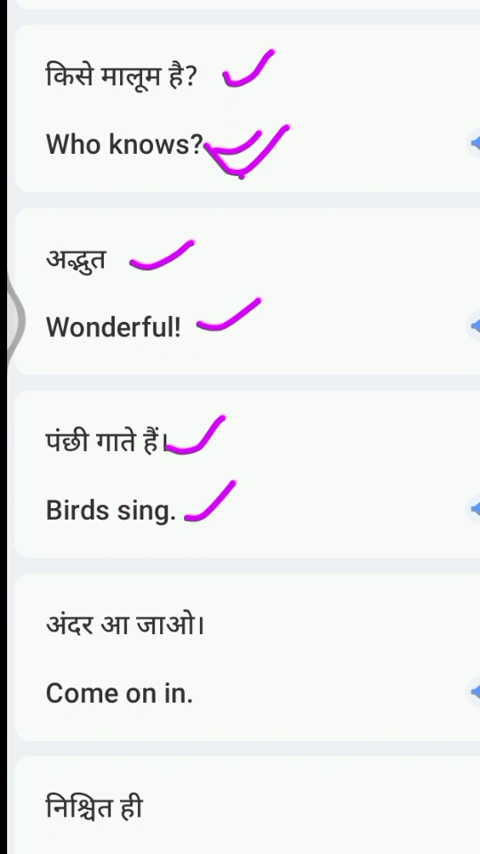 किसे मालूम है?
Who knows?
अद्भुत
Wonderful!
पंछी गाते हैं।
Birds sing.
अंदर आ जाओ।
Come on in.
निश्चित ही